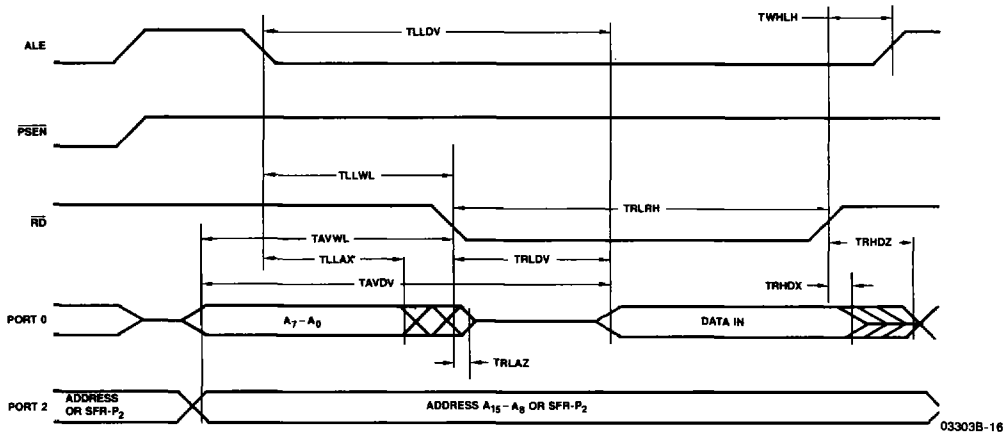 TLLDV
TWHLH
ALE
PSEN
TLLWL
RD
TRLRH
TAVWL
TRHDZ
TLLAX
TRLDV
TAVDV
TRHDX
PORT 0
A7–A0
DATA IN
TRLAZ
PORT 2
ADDRESS
OR SFR-P2
ADDRESS A15–A8 OR SFR-P2
03303B-16